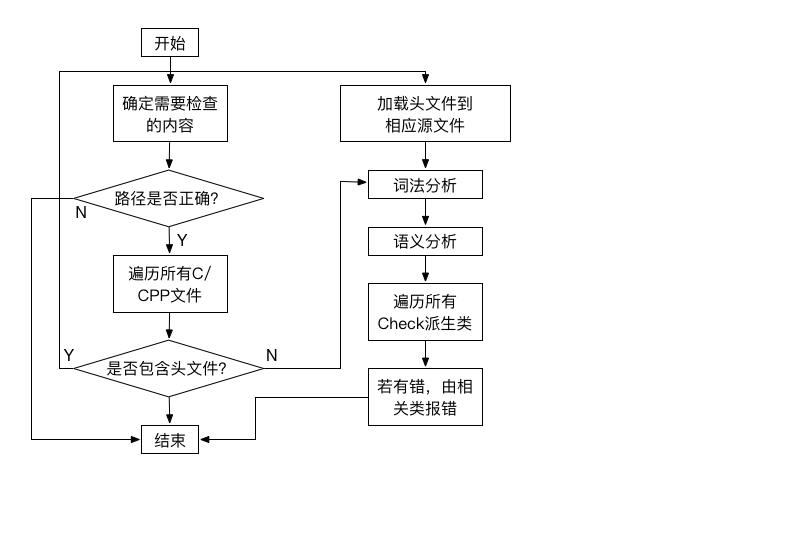 开始
确定需要检查
的内容
路径是否正确?
N
Y
遍历所有C/
CPP文件
是否包含头文件?
Y
N
结束
加载头文件到
相应源文件
词法分析
语义分析
遍历所有
Check派生类
若有错，由相
关类报错